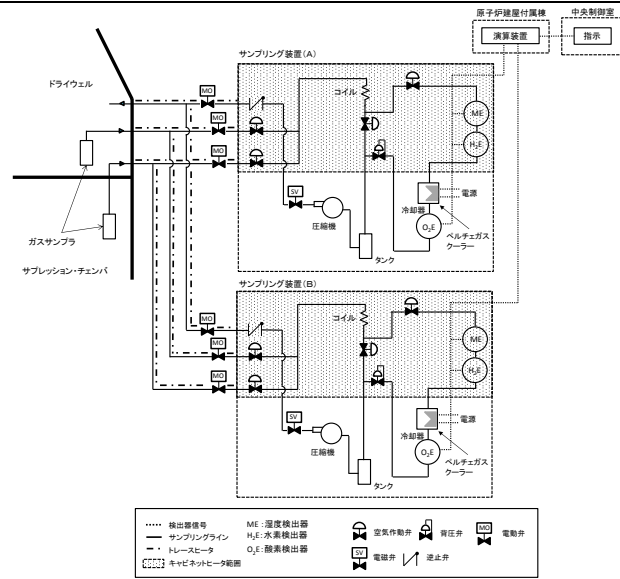 原子炉建屋付属棟
中央制御室
演算装置
指示
サンプリング装置(A)
ドライウェル
MO
MO
MO
コイル
ME
H₂E
SV
圧縮機
タンク
冷却器
電源
O₂E
ペルチェガス
クーラー
ガスサンプラ
サプレッション・チェンバ
サンプリング装置(B)
MO
MO
MO
コイル
ME
H₂E
SV
圧縮機
タンク
冷却器
電源
O₂E
ペルチェガス
クーラー
検出器信号
サンプリングライン
トレースヒータ
キャビネットヒータ範囲
ME:湿度検出器
H₂E:水素検出器
O₂E:酸素検出器
空気作動弁
背圧弁
MO
電動弁
SV
電磁弁
逆止弁